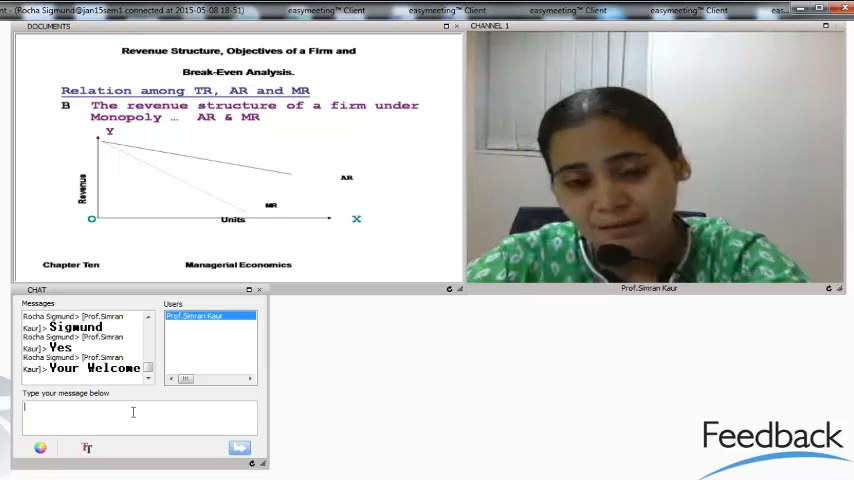 nt - (Rocha Sigmund@jan15sem1 connected at 2015-05-08 18-51)
easymeeting™ Client
easymeeting™ Client
easymeeting™ Client
easymeeting™ Client
eas...
DOCUMENTS
Revenue Structure, Objectives of a Firm and
Break-Even Analysis.
Relation among TR, AR and MR
B The revenue structure of a firm under
Monopoly … AR & MR
Y
Revenue
AR
MR
O
Units
X
Chapter Ten
Managerial Economics
CHANNEL 1
Prof.Simran Kaur
CHAT
Messages
Rocha Sigmund> [Prof.Simran
Kaur]> Sigmund
Rocha Sigmund> [Prof.Simran
Kaur]> Yes
Rocha Sigmund> [Prof.Simran
Kaur]> Your Welcome
Users
Prof.Simran Kaur
Type your message below
TT
Feedback